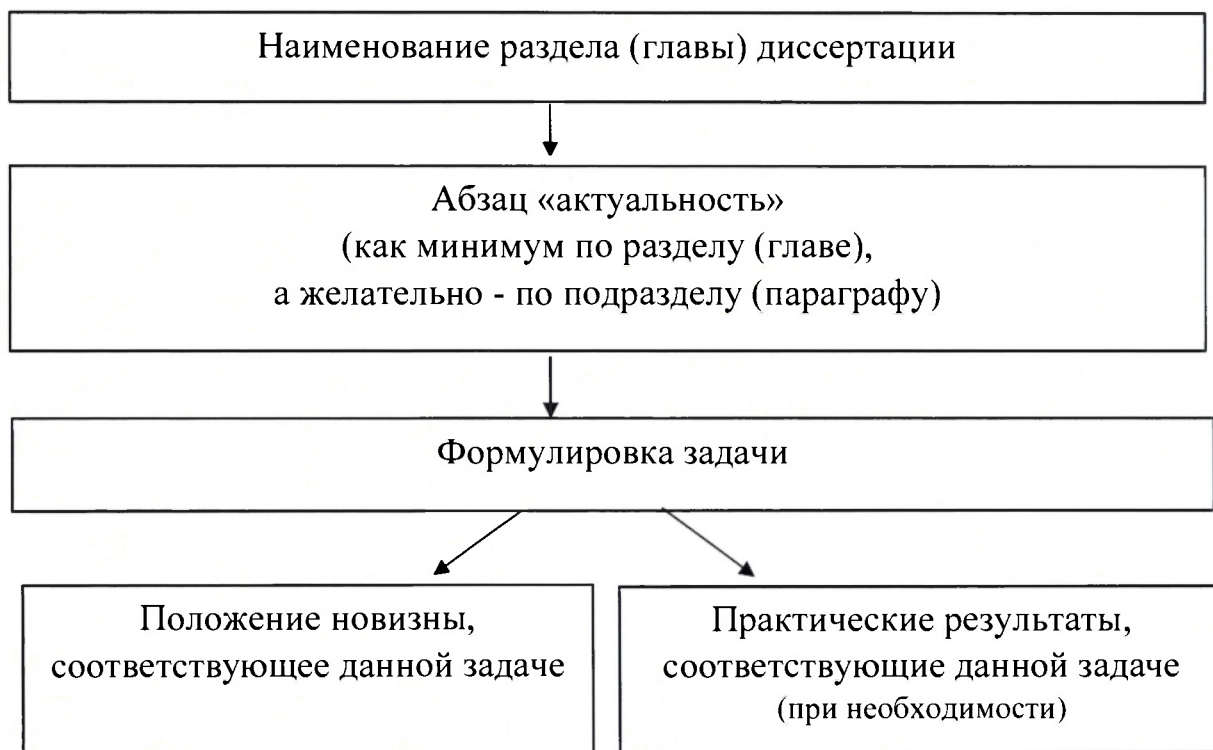 Наименование раздела (главы) диссертации
Абзац «актуальность»
(как минимум по разделу (главе),
а желательно - по подразделу (параграфу)
Формулировка задачи
Положение новизны,
соответствующее данной задаче
Практические результаты,
соответствующие данной задаче
(при необходимости)